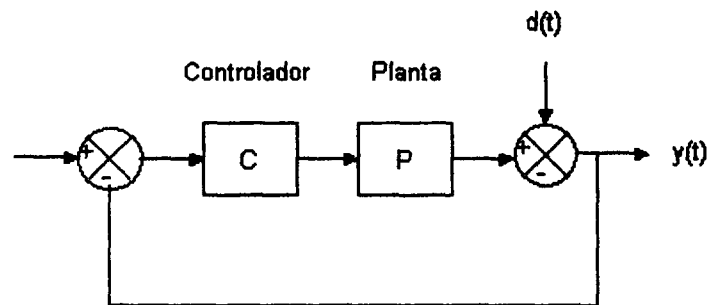 d(t)
Controlador Planta
+ C P + y(t)
- -